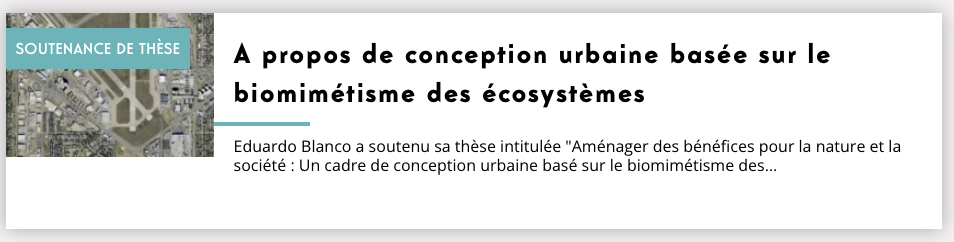 SOUTENANCE DE THÈSE
A propos de conception urbaine basée sur le
biomimétisme des écosystèmes
Eduardo Blanco a soutenu sa thèse intitulée "Aménager des bénéfices pour la nature et la
société : Un cadre de conception urbaine basé sur le biomimétisme des...